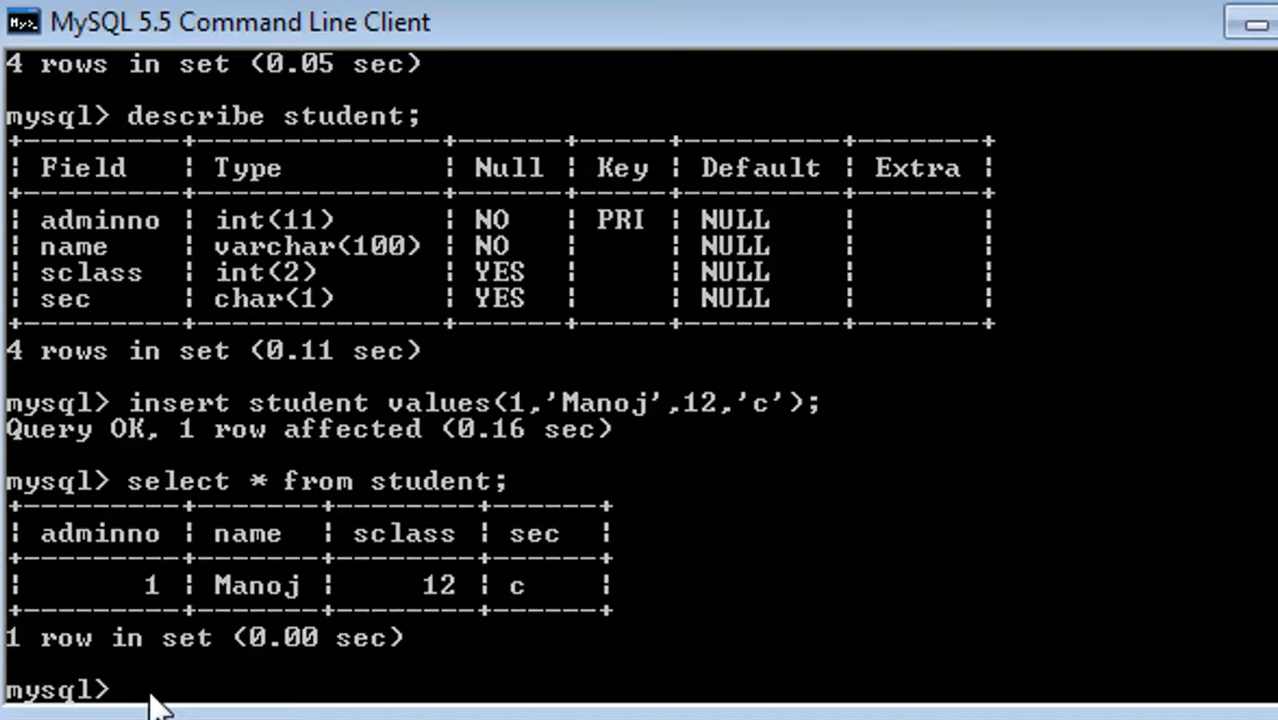 MySQL 5.5 Command Line Client
4 rows in set (0.05 sec)
mysql> describe student;
+----------+--------------+------+-----+---------+-------+
| Field    | Type         | Null | Key | Default | Extra |
+----------+--------------+------+-----+---------+-------+
| adminno  | int(11)      | NO   | PRI | NULL    |       |
| name     | varchar(100) | NO   |     | NULL    |       |
| sclass   | int(2)       | YES  |     | NULL    |       |
| sec      | char(1)      | YES  |     | NULL    |       |
+----------+--------------+------+-----+---------+-------+
4 rows in set (0.11 sec)
mysql> insert student values(1,'Manoj',12,'c');
Query OK, 1 row affected (0.16 sec)
mysql> select * from student;
+---------+-------+--------+------+
| adminno | name  | sclass | sec  |
+---------+-------+--------+------+
|       1 | Manoj |     12 | c    |
+---------+-------+--------+------+
1 row in set (0.00 sec)
mysql>